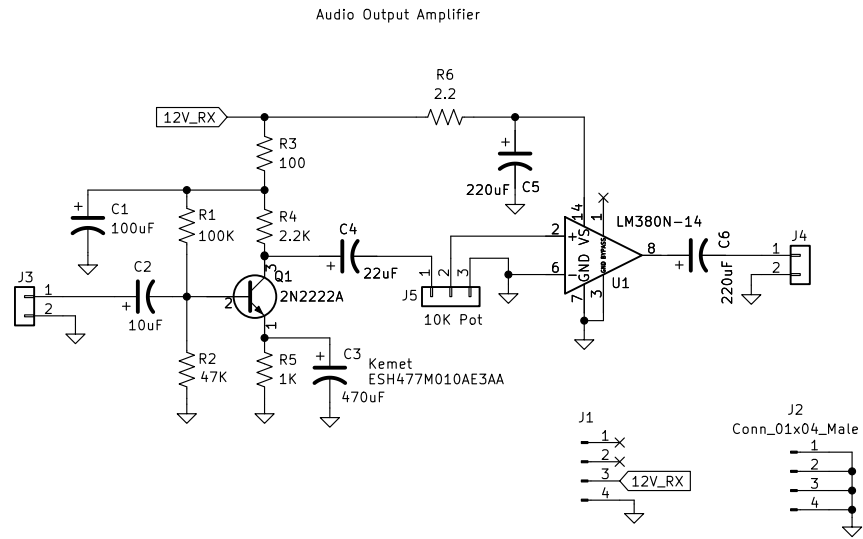 Audio Output Amplifier
R6
2.2
12V_RX
R3
100
+
220uF C5
+
C1
100uF
R1
100K
R4
2.2K
C4
+
22uF
14
1
LM380N-14
2
+
VS
GND
BYPASS
GND
6
-
7
3
8
U1
C6
+
220uF
J4
1
2
J3
1
2
C2
+
10uF
3
Q1
2N2222A
2
1
1
2
3
J5
10K Pot
R2
47K
R5
1K
+
C3
470uF
Kemet
ESH477M010AE3AA
J1
1
2
3
4
12V_RX
J2
Conn_01x04_Male
1
2
3
4